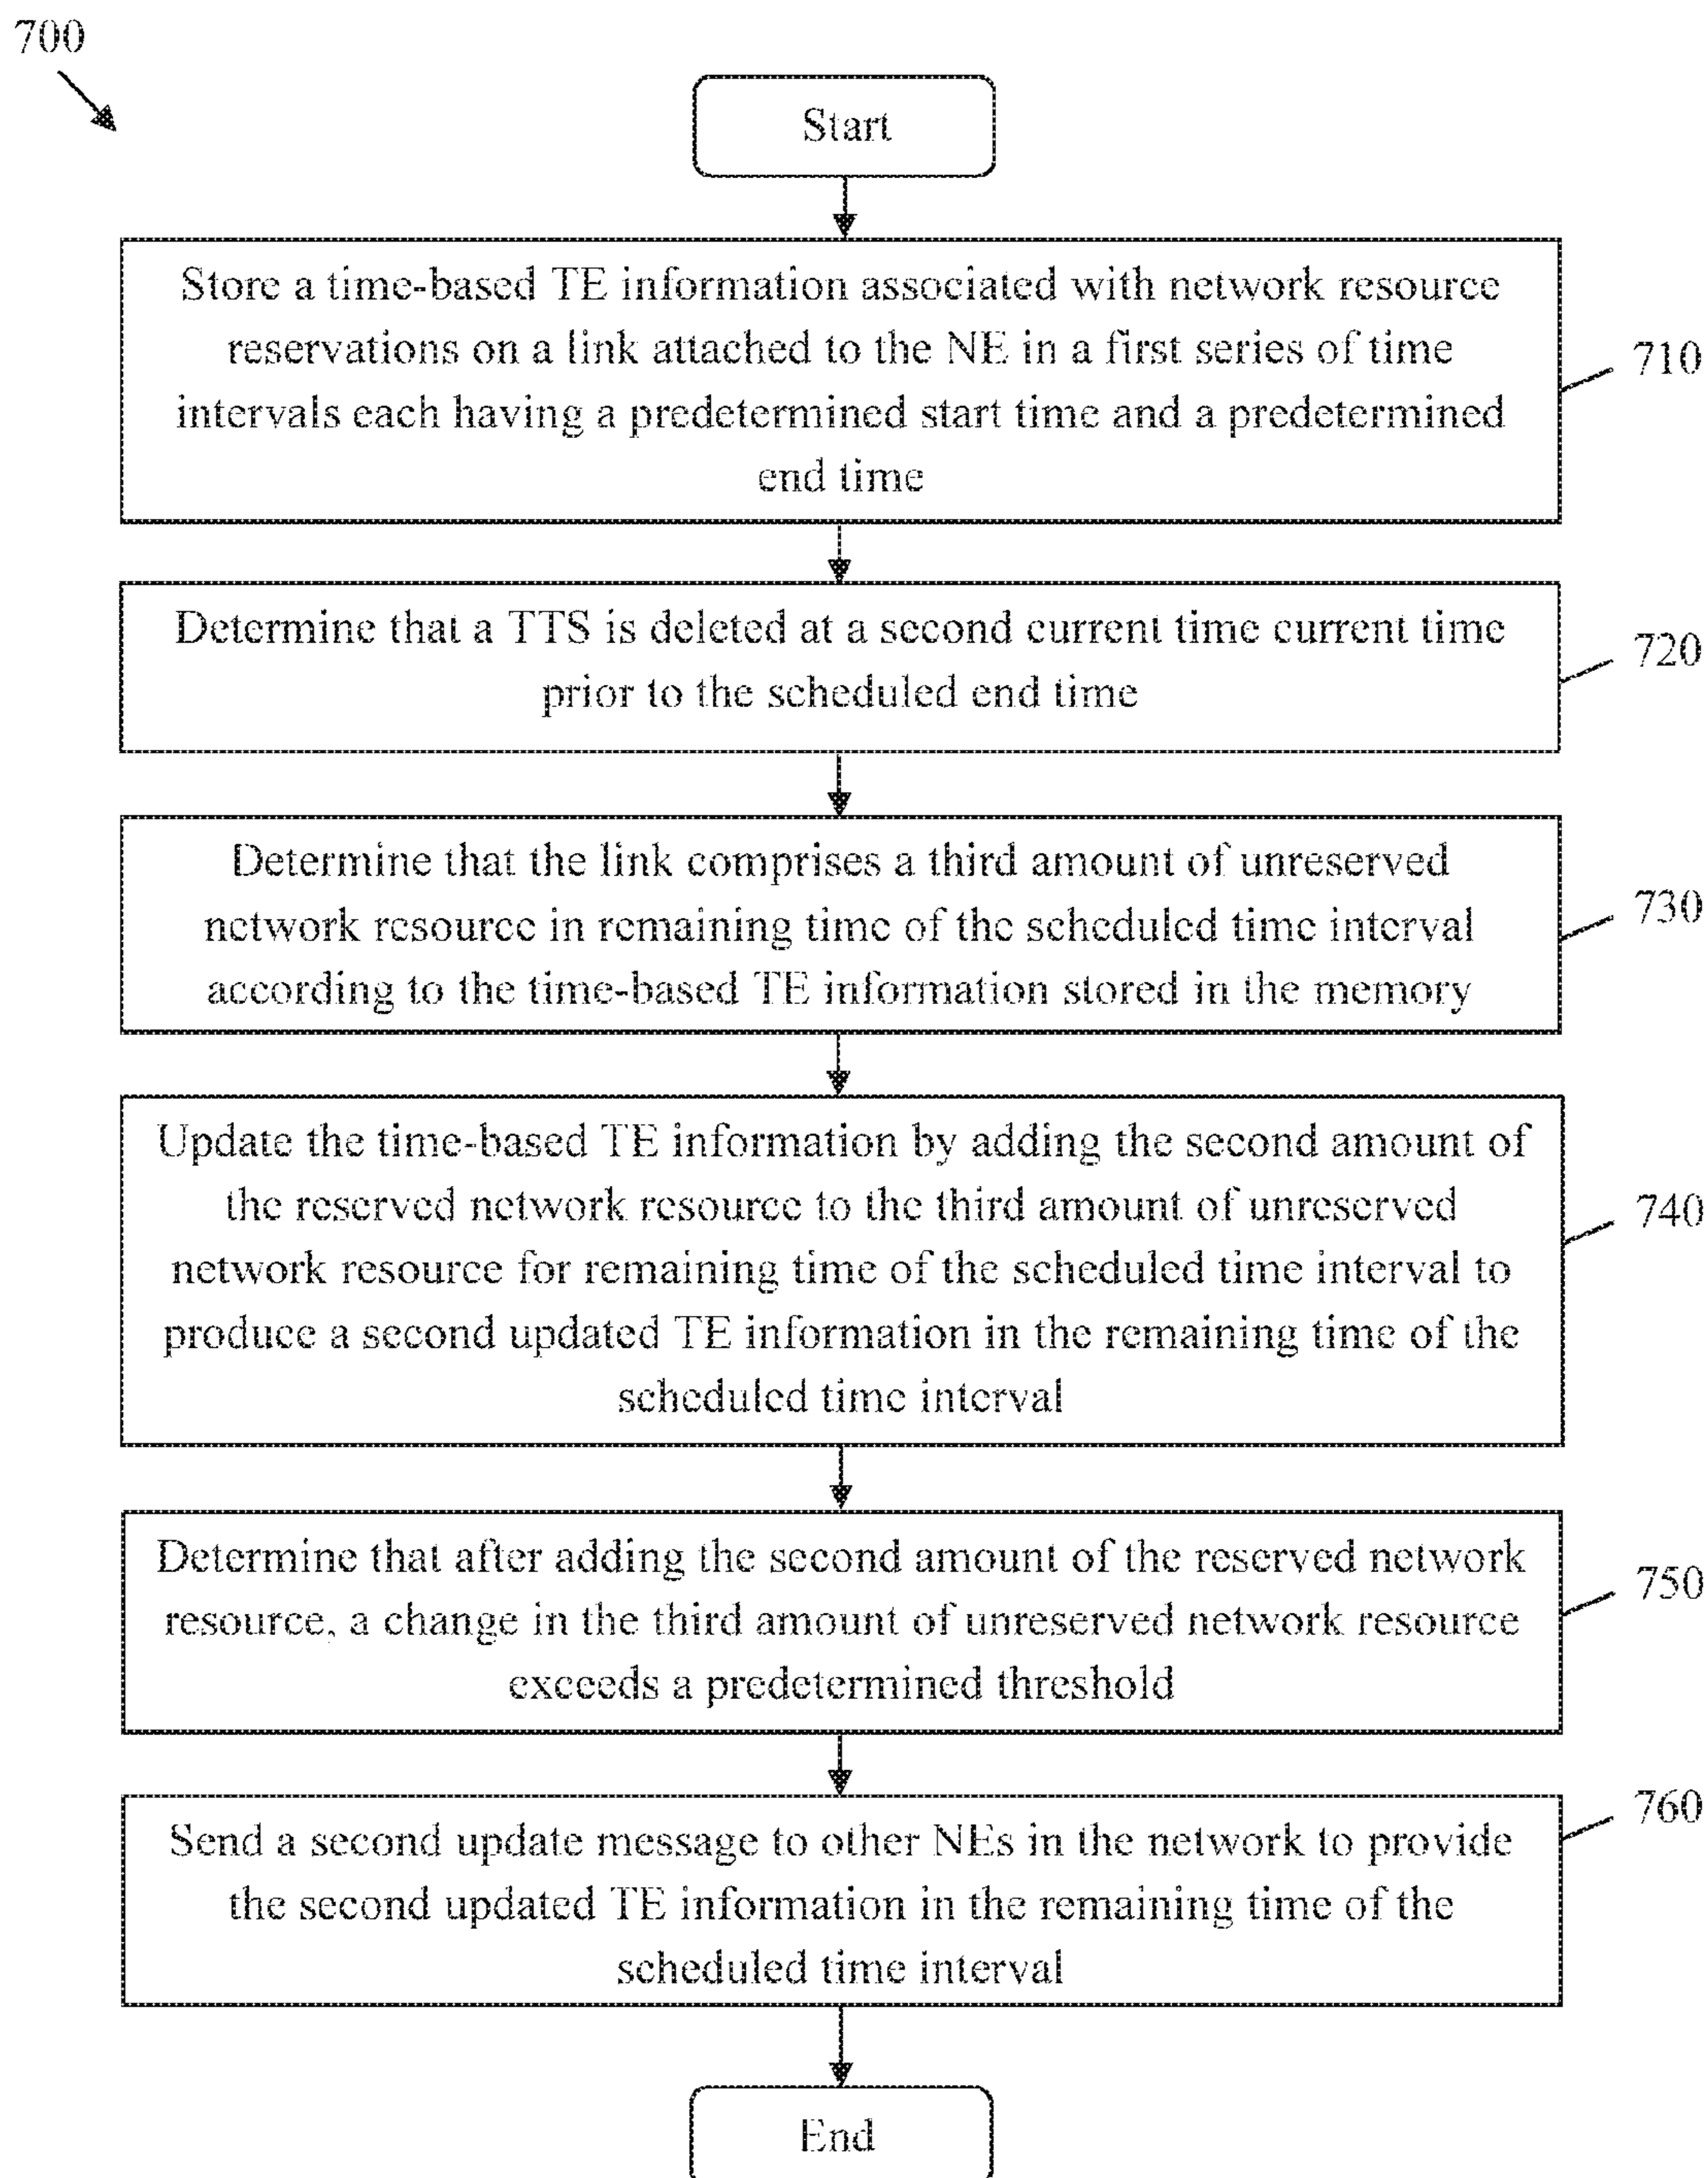 700
Start
Store a time-based TE information associated with network resource
reservations on a link attached to the NE in a first series of time
intervals each having a predetermined start time and a predetermined
end time
710
Determine that a TTS is deleted at a second current time current time
prior to the scheduled end time
720
Determine that the link comprises a third amount of unreserved
network resource in remaining time of the scheduled time interval
according to the time-based TE information stored in the memory
730
Update the time-based TE information by adding the second amount of
the reserved network resource to the third amount of unreserved
network resource for remaining time of the scheduled time interval to
produce a second updated TE information in the remaining time of the
scheduled time interval
740
Determine that after adding the second amount of the reserved network
resource, a change in the third amount of unreserved network resource
exceeds a predetermined threshold
750
Send a second update message to other NEs in the network to provide
the second updated TE information in the remaining time of the
scheduled time interval
760
End